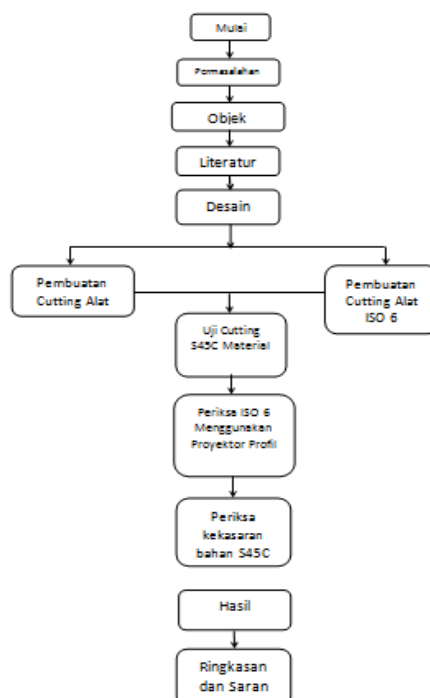 Mulai
Permasalahan
Objek
Literatur
Desain
Pembuatan
Cutting Alat
Pembuatan
Cutting Alat
ISO 6
Uji Cutting
S45C Material
Periksa ISO 6
Menggunakan
Proyektor Profil
Periksa
kekasaran
bahan S45C
Hasil
Ringkasan
dan Saran